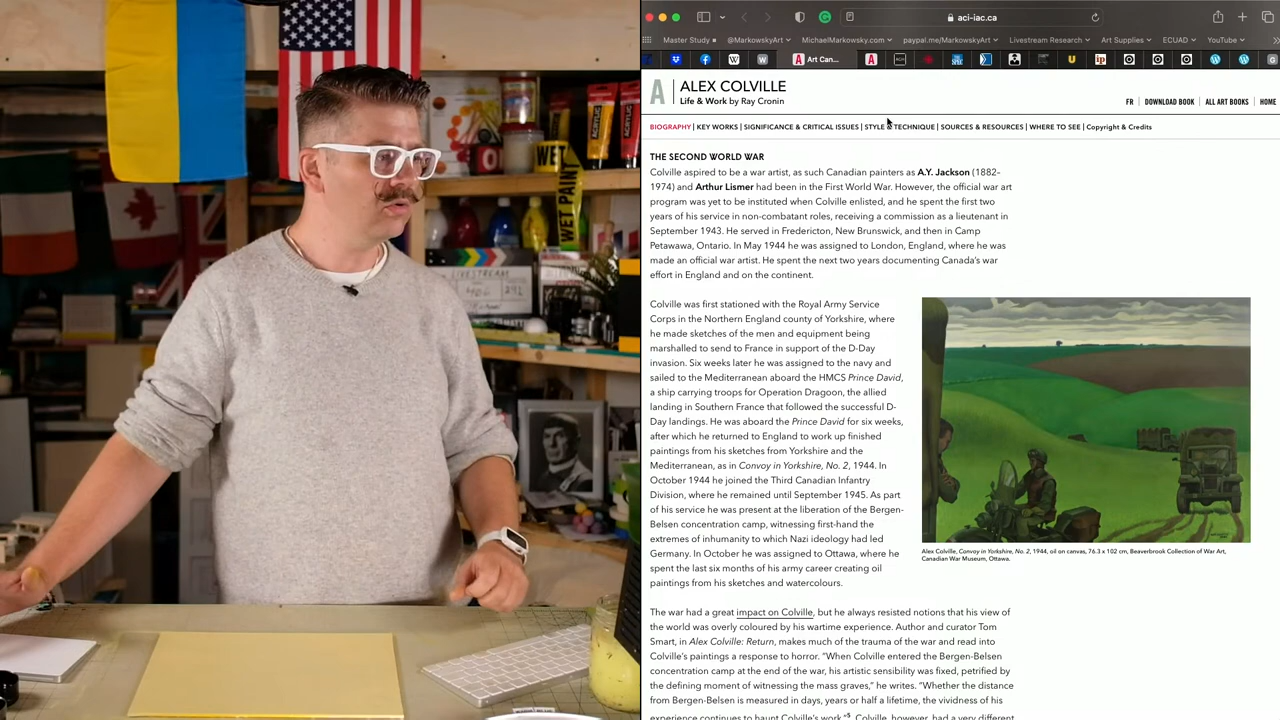 ACRYLIC
ACRYLIC
WET PAINT
LIVESTREAM
aci-iac.ca
Master Study
@MarkowskyArt
MichaelMarkowsky.com
paypal.me/MarkowskyArt
Livestream Research
Art Supplies
ECUAD
YouTube
Art Can...
A ALEX COLVILLE
Life & Work by Ray Cronin
FR | DOWNLOAD BOOK | ALL ART BOOKS | HOME
BIOGRAPHY | KEY WORKS | SIGNIFICANCE & CRITICAL ISSUES | STYLE & TECHNIQUE | SOURCES & RESOURCES | WHERE TO SEE | Copyright & Credits
THE SECOND WORLD WAR
Colville aspired to be a war artist, as such Canadian painters as A.Y. Jackson (1882–
1974) and Arthur Lismer had been in the First World War. However, the official war art
program was yet to be instituted when Colville enlisted, and he spent the first two
years of his service in non-combatant roles, receiving a commission as a lieutenant in
September 1943. He served in Fredericton, New Brunswick, and then in Camp
Petawawa, Ontario. In May 1944 he was assigned to London, England, where he was
made an official war artist. He spent the next two years documenting Canada's war
effort in England and on the continent.
Colville was first stationed with the Royal Army Service
Corps in the Northern England county of Yorkshire, where
he made sketches of the men and equipment being
marshalled to send to France in support of the D-Day
invasion. Six weeks later he was assigned to the navy and
sailed to the Mediterranean aboard the HMCS Prince David,
a ship carrying troops for Operation Dragoon, the allied
landing in Southern France that followed the successful D-
Day landings. He was aboard the Prince David for six weeks,
after which he returned to England to work up finished
paintings from his sketches from Yorkshire and the
Mediterranean, as in Convoy in Yorkshire, No. 2, 1944. In
October 1944 he joined the Third Canadian Infantry
Division, where he remained until September 1945. As part
of his service he was present at the liberation of the Bergen-
Belsen concentration camp, witnessing first-hand the
extremes of inhumanity to which Nazi ideology had led
Germany. In October he was assigned to Ottawa, where he
spent the last six months of his army career creating oil
paintings from his sketches and watercolours.
Alex Colville, Convoy in Yorkshire, No. 2, 1944, oil on canvas, 76.3 x 102 cm, Beaverbrook Collection of War Art,
Canadian War Museum, Ottawa.
The war had a great impact on Colville, but he always resisted notions that his view of
the world was overly coloured by his wartime experience. Author and curator Tom
Smart, in Alex Colville: Return, makes much of the trauma of the war and read into
Colville's paintings a response to horror. "When Colville entered the Bergen-Belsen
concentration camp at the end of the war, his artistic sensibility was fixed, petrified by
the defining moment of witnessing the mass graves," he writes. "Whether the distance
from Bergen-Belsen is measured in days, years or half a lifetime, the vividness of his
experience continues to haunt Colville's work."5 Colville, however, had a very different